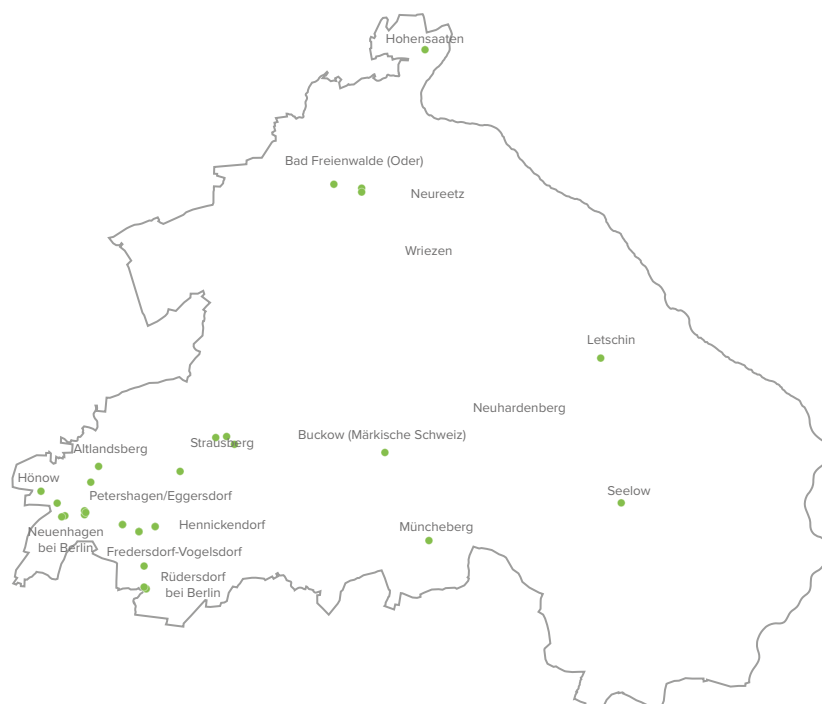 Hohensaaten
Bad Freienwalde (Oder)
Neureetz
Wriezen
Letschin
Neuhardenberg
Buckow (Märkische Schweiz)
Strausberg
Altlandsberg
Hönow
Petershagen/Eggersdorf
Seelow
Hennickendorf
Müncheberg
Neuenhagen
bei Berlin
Fredersdorf-Vogelsdorf
Rüdersdorf
bei Berlin